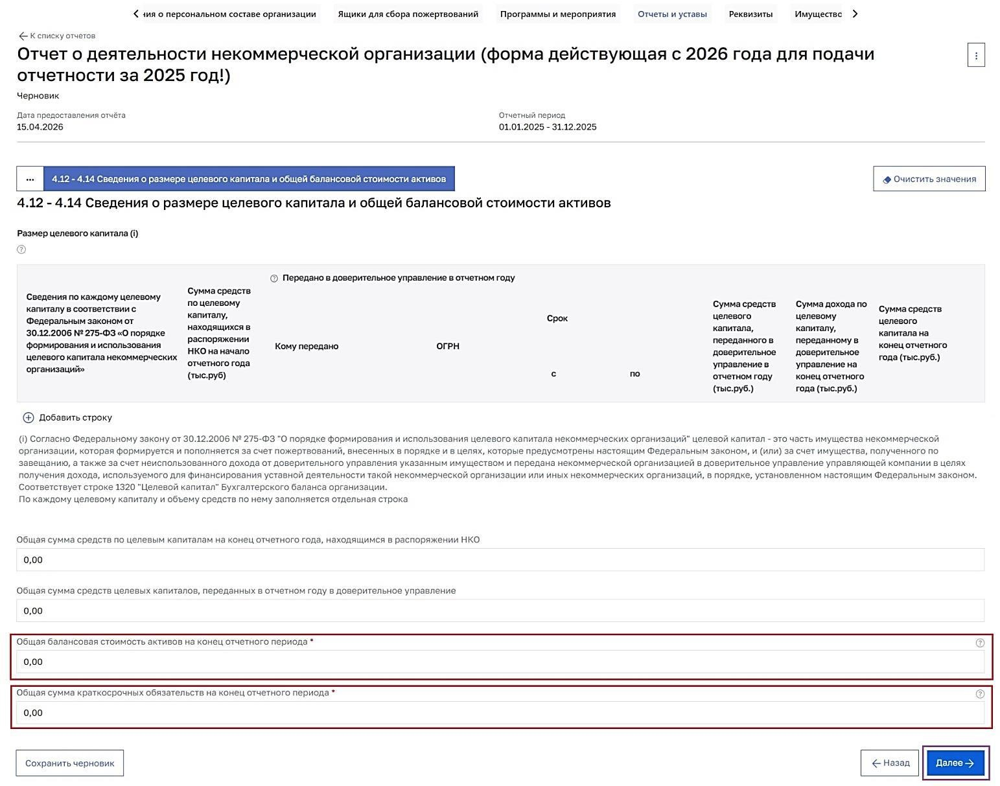 ния о персональном составе организации
Ящики для сбора пожертвований
Программы и мероприятия
Отчеты и уставы
Реквизиты
Имущество
К списку отчетов
Отчет о деятельности некоммерческой организации (форма действующая с 2026 года для подачи
отчетности за 2025 год!)
Черновик
Дата предоставления отчёта
15.04.2026
Отчетный период
01.01.2025 - 31.12.2025
...
4.12 - 4.14 Сведения о размере целевого капитала и общей балансовой стоимости активов
Очистить значения
4.12 - 4.14 Сведения о размере целевого капитала и общей балансовой стоимости активов
Размер целевого капитала (i)
?
Сведения по каждому целевому
капиталу в соответствии с
Федеральным законом от
30.12.2006 № 275-ФЗ «О порядке
формирования и использования
целевого капитала некоммерческих
организаций»
Сумма средств
по целевому
капиталу,
находящихся в
распоряжении
НКО на начало
отчетного года
(тыс.руб)
? Передано в доверительное управление в отчетном году
Кому передано
ОГРН
Срок
с
по
Сумма средств
целевого
капитала,
переданного в
доверительное
управление в
отчетном году
(тыс.руб.)
Сумма дохода по
целевому
капиталу,
переданному в
доверительное
управление на
конец отчетного
года (тыс.руб.)
Сумма средств
целевого
капитала на
конец отчетного
года (тыс.руб.)
Добавить строку
(i) Согласно Федеральному закону от 30.12.2006 № 275-ФЗ "О порядке формирования и использования целевого капитала некоммерческих организаций" целевой капитал - это часть имущества некоммерческой
организации, которая формируется и пополняется за счет пожертвований, внесенных в порядке и в целях, которые предусмотрены настоящим Федеральным законом, и (или) за счет имущества, полученного по
завещанию, а также за счет неиспользованного дохода от доверительного управления указанным имуществом и передана некоммерческой организацией в доверительное управление управляющей компании в целях
получения дохода, используемого для финансирования уставной деятельности такой некоммерческой организации или иных некоммерческих организаций, в порядке, установленном настоящим Федеральным законом.
Соответствует строке 1320 "Целевой капитал" Бухгалтерского баланса организации.
По каждому целевому капиталу и объему средств по нему заполняется отдельная строка
Общая сумма средств по целевым капиталам на конец отчетного года, находящимся в распоряжении НКО
0,00
Общая сумма средств целевых капиталов, переданных в отчетном году в доверительное управление
0,00
Общая балансовая стоимость активов на конец отчетного периода *
?
0,00
Общая сумма краткосрочных обязательств на конец отчетного периода *
?
0,00
Сохранить черновик
Назад
Далее